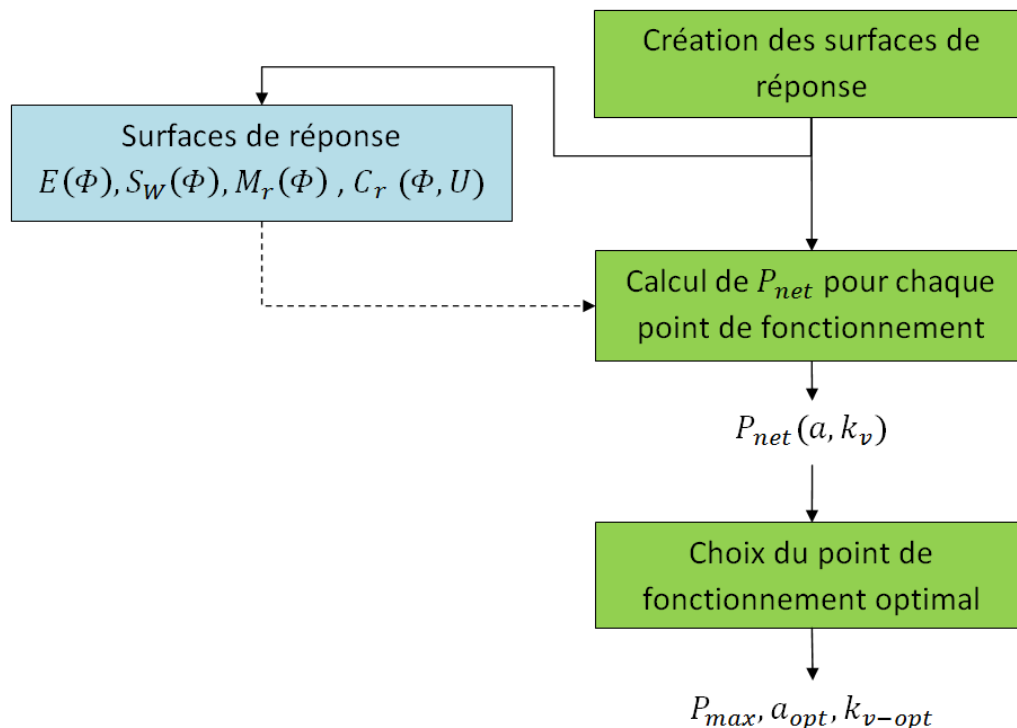 Création des surfaces de
réponse
Surfaces de réponse
E(Φ), S_W(Φ), M_r(Φ) , C_r (Φ, U)
Calcul de P_net pour chaque
point de fonctionnement
P_net(a, k_v)
Choix du point de
fonctionnement optimal
P_max, a_opt, k_v−opt